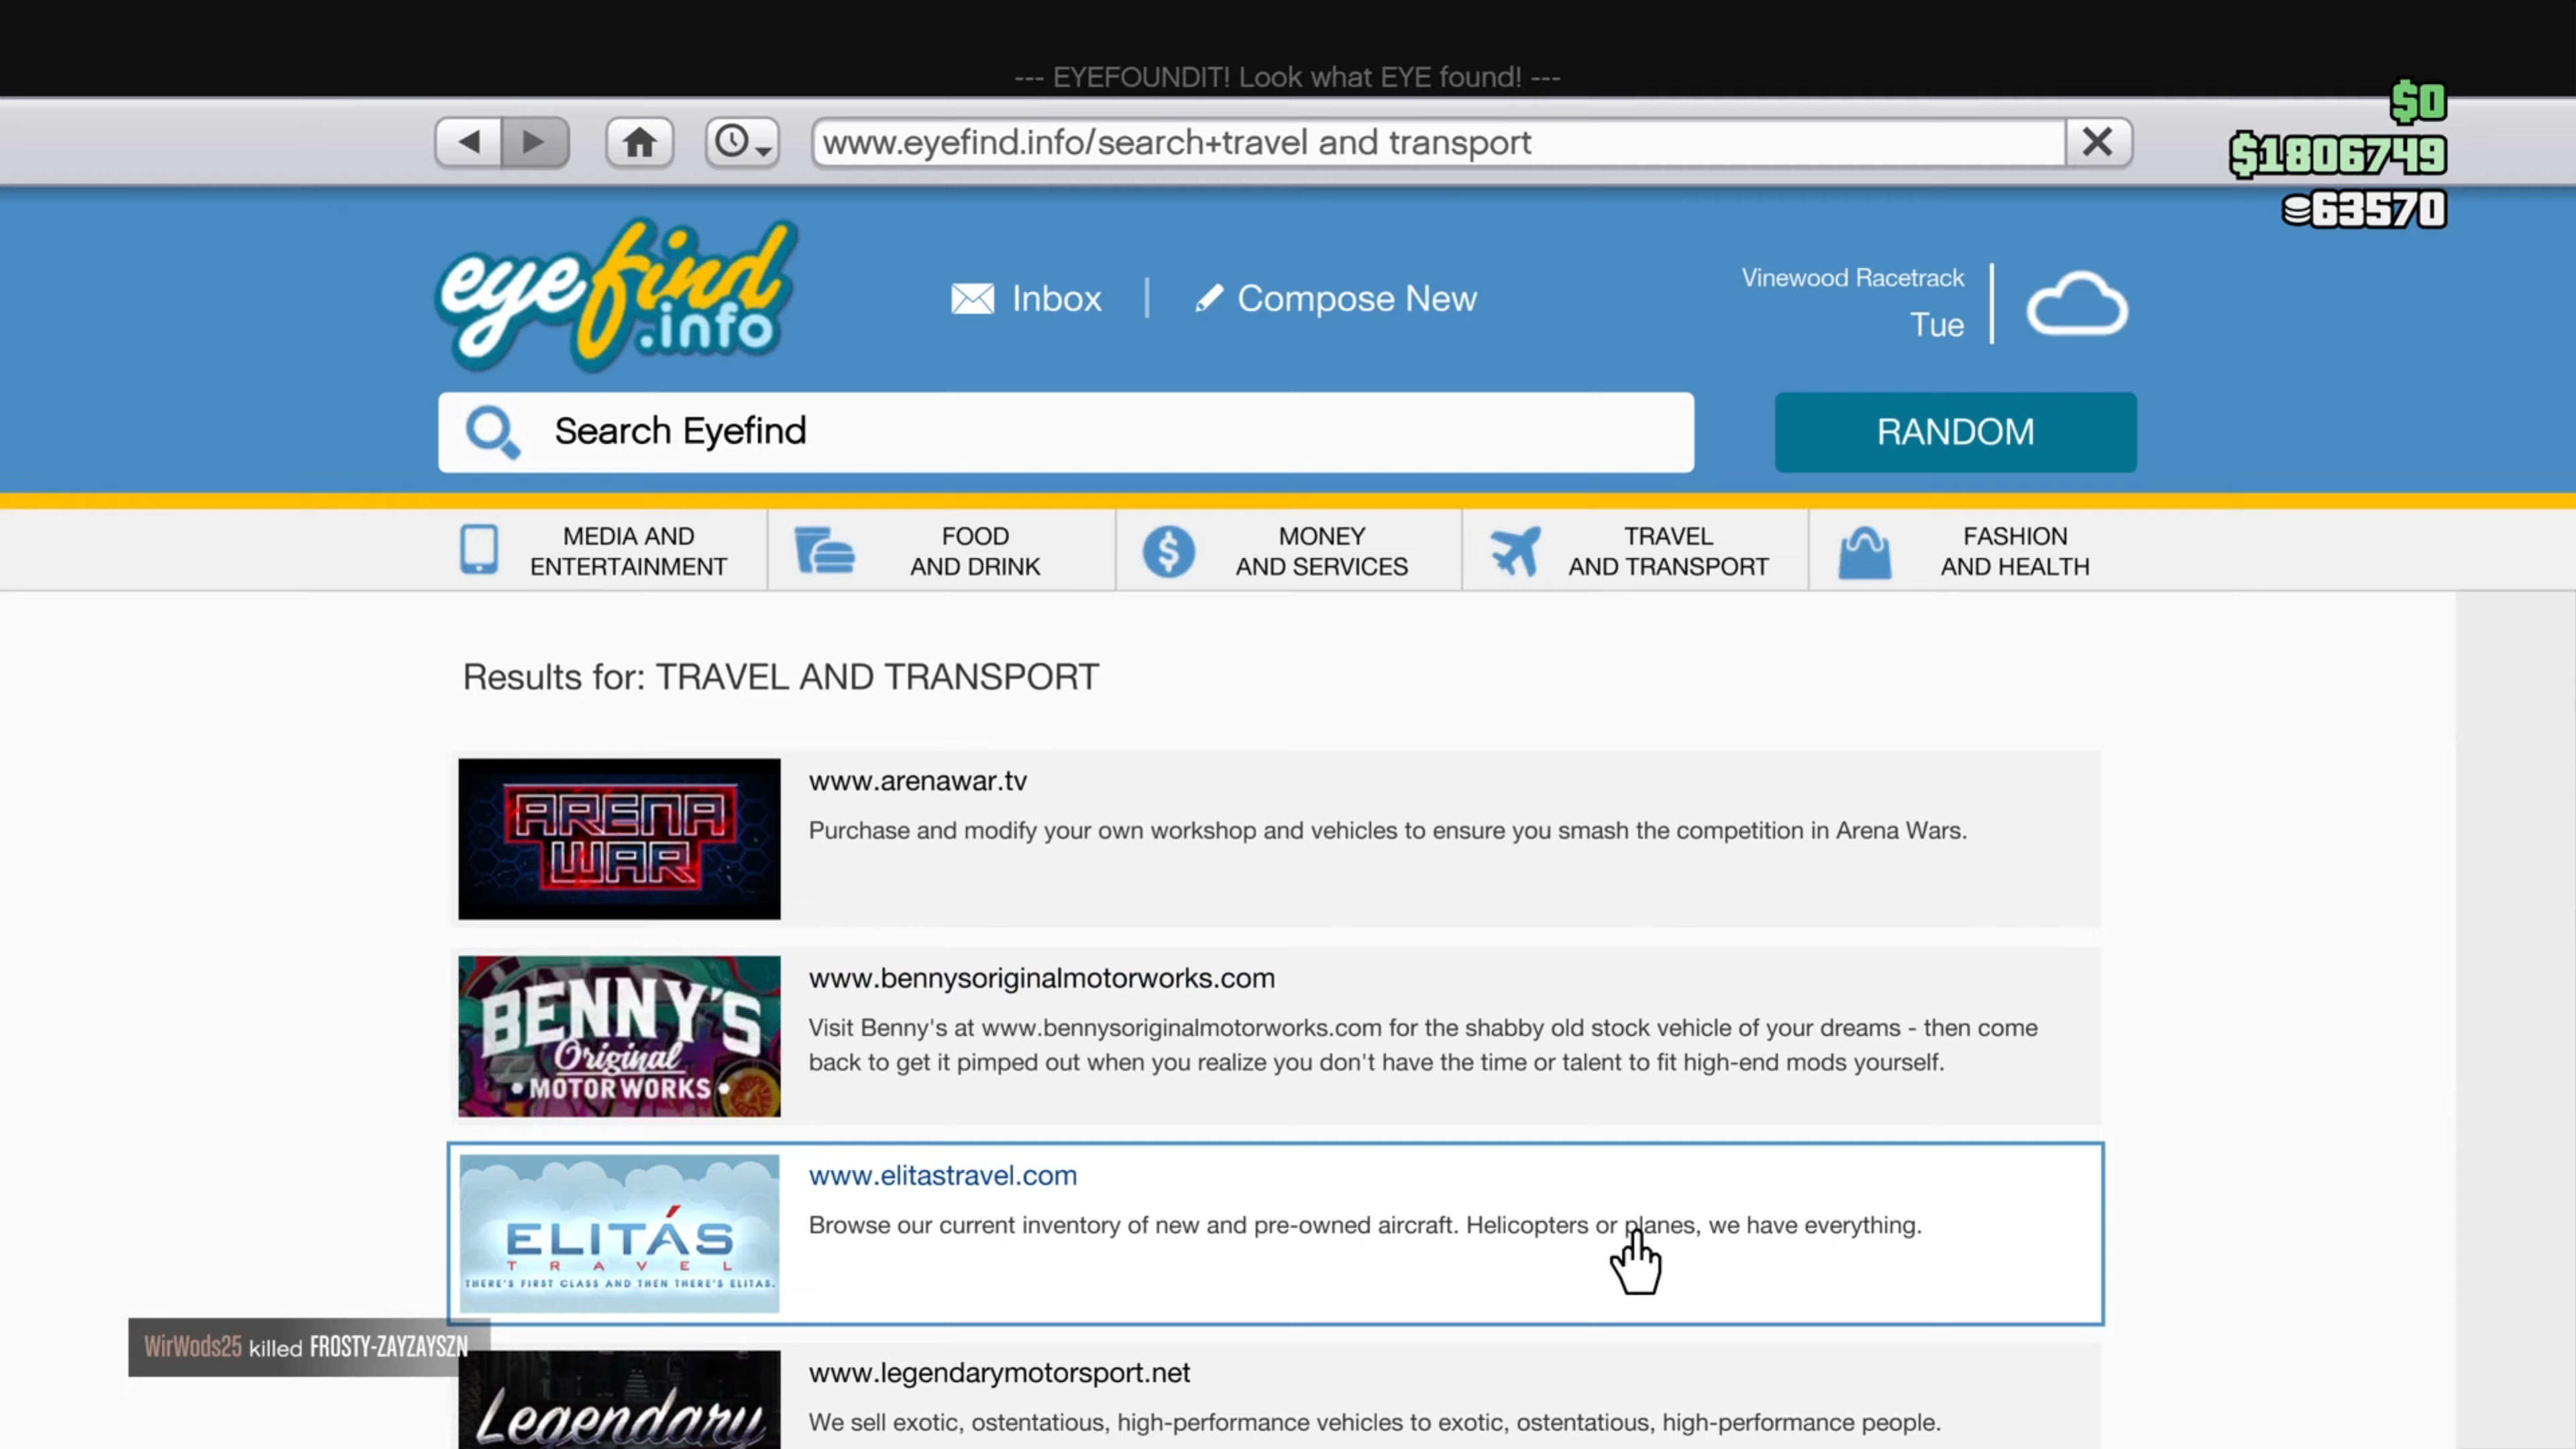 --- EYEFOUNDIT! Look what EYE found! ---
$0
www.eyefind.info/search+travel and transport
$1806749
63570
eyefind
.info
Inbox
Compose New
Vinewood Racetrack
Tue
Search Eyefind
RANDOM
MEDIA AND
ENTERTAINMENT
FOOD
AND DRINK
MONEY
AND SERVICES
TRAVEL
AND TRANSPORT
FASHION
AND HEALTH
Results for: TRAVEL AND TRANSPORT
ARENA
WAR
www.arenawar.tv
Purchase and modify your own workshop and vehicles to ensure you smash the competition in Arena Wars.
BENNY'S
Original
MOTOR WORKS
www.bennysoriginalmotorworks.com
Visit Benny's at www.bennysoriginalmotorworks.com for the shabby old stock vehicle of your dreams - then come
back to get it pimped out when you realize you don't have the time or talent to fit high-end mods yourself.
ELITÁS
TRAVEL
THERE'S FIRST CLASS AND THEN THERE'S ELITAS.
www.elitastravel.com
Browse our current inventory of new and pre-owned aircraft. Helicopters or planes, we have everything.
WirWods25 killed FROSTY-ZAYZAYSZN
Legendary
www.legendarymotorsport.net
We sell exotic, ostentatious, high-performance vehicles to exotic, ostentatious, high-performance people.